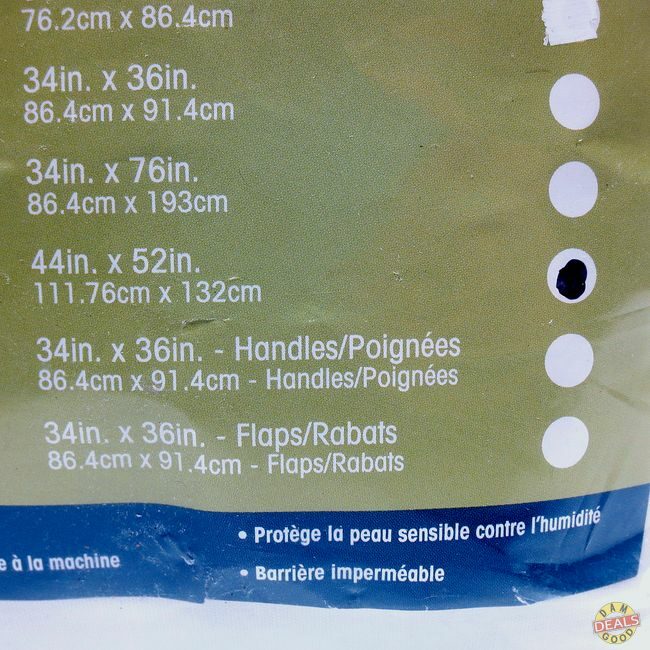 76.2cm x 86.4cm
34in. x 36in.
86.4cm x 91.4cm
34in. x 76in.
86.4cm x 193cm
44in. x 52in.
111.76cm x 132cm
34in. x 36in. - Handles/Poignées
86.4cm x 91.4cm - Handles/Poignées
34in. x 36in. - Flaps/Rabats
86.4cm x 91.4cm - Flaps/Rabats
• Protège la peau sensible contre l'humidité
e à la machine
• Barrière imperméable
DAM
DEALS
GOOD